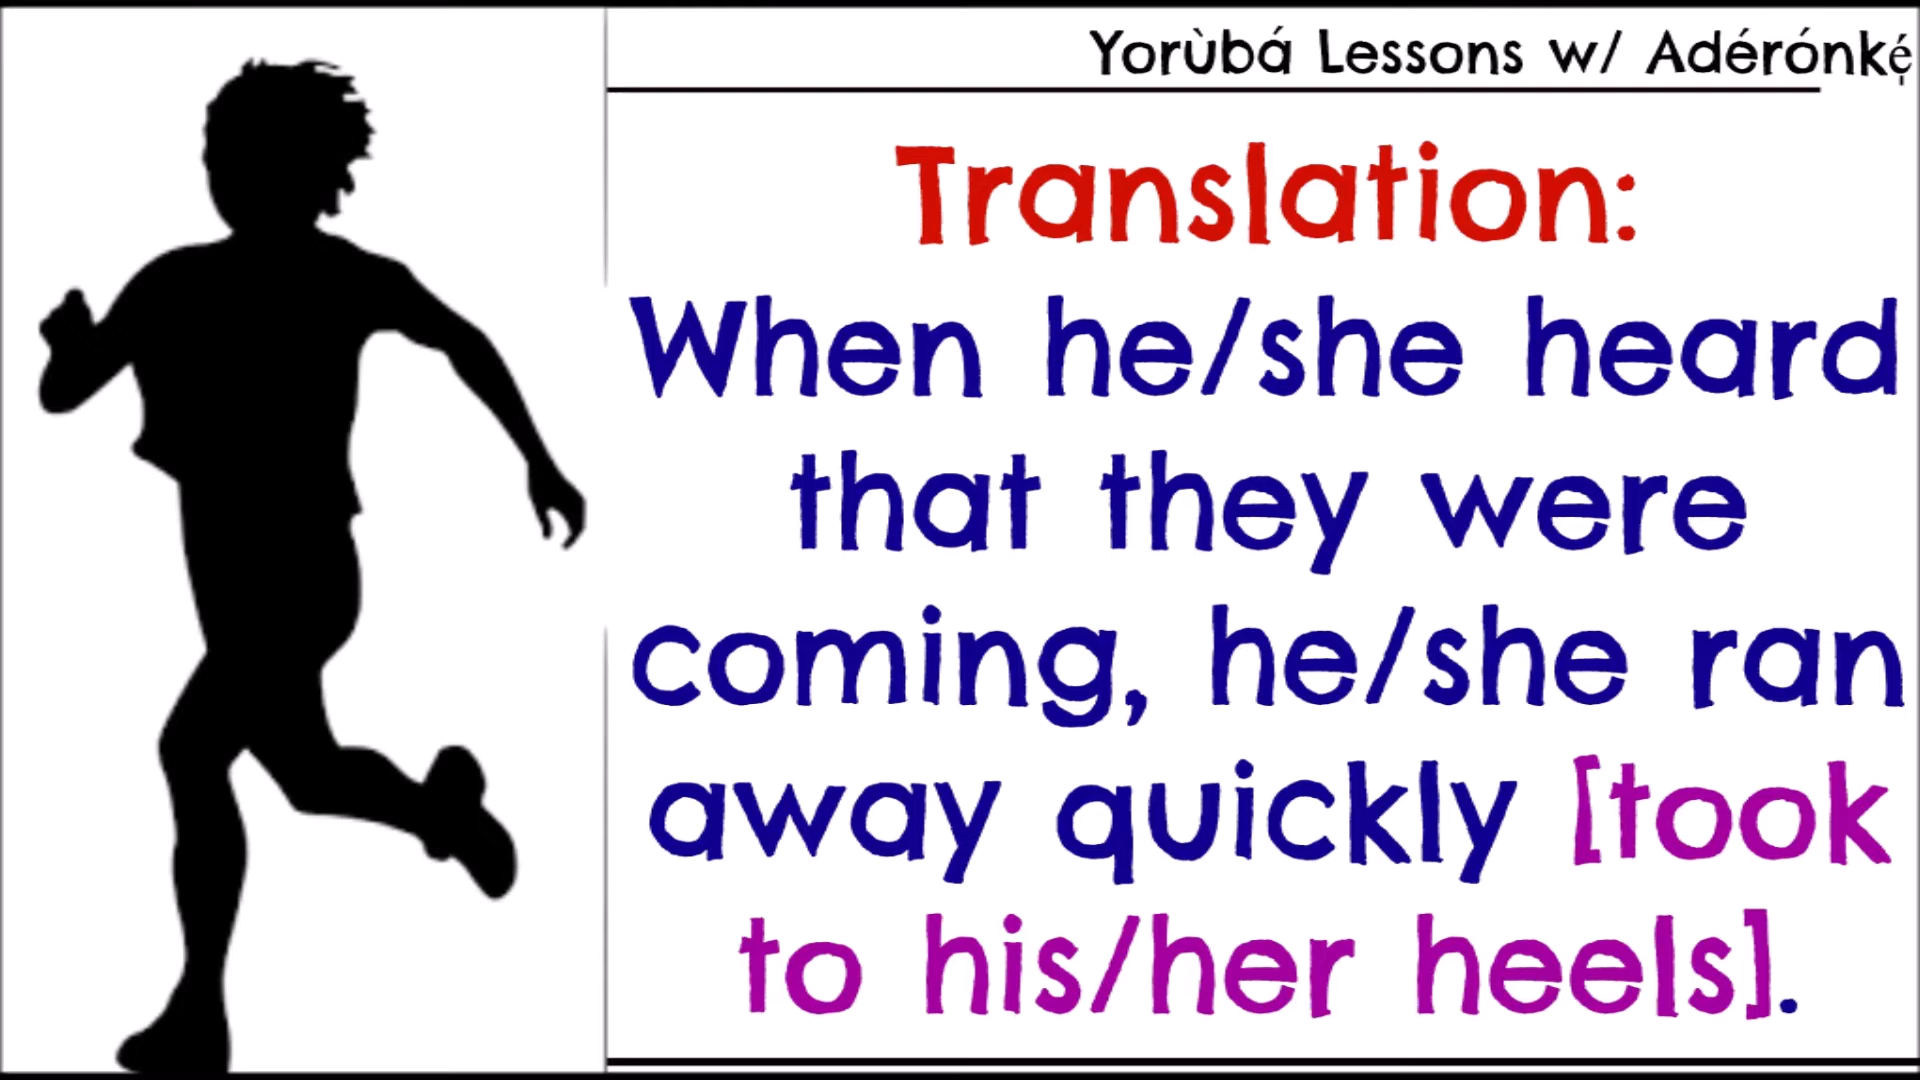 Yorùbá Lessons w/ Adérónkẹ́
Translation:
When he/she heard
that they were
coming, he/she ran
away quickly [took
to his/her heels].